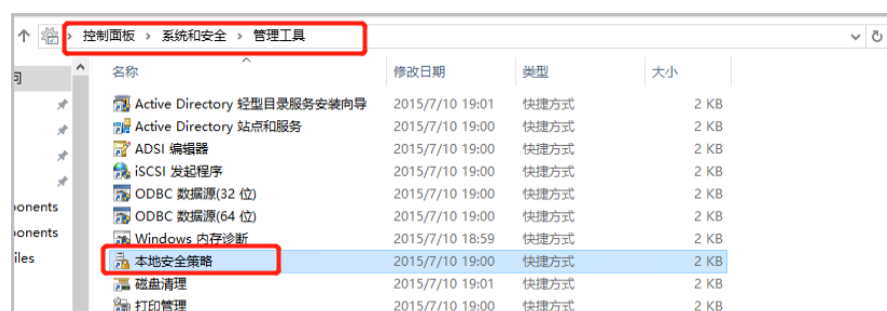 控制面板 › 系统和安全 › 管理工具
名称 修改日期 类型 大小
Active Directory 轻型目录服务安装向导 2015/7/10 19:01 快捷方式 2 KB
Active Directory 站点和服务 2015/7/10 19:00 快捷方式 2 KB
ADSI 编辑器 2015/7/10 19:00 快捷方式 2 KB
iSCSI 发起程序 2015/7/10 19:00 快捷方式 2 KB
ODBC 数据源(32 位) 2015/7/10 19:00 快捷方式 2 KB
onents
ODBC 数据源(64 位) 2015/7/10 19:00 快捷方式 2 KB
onents
Windows 内存诊断 2015/7/10 18:59 快捷方式 2 KB
iles
本地安全策略 2015/7/10 19:00 快捷方式 2 KB
磁盘清理 2015/7/10 19:01 快捷方式 2 KB
打印管理 2015/7/10 19:00 快捷方式 2 KB